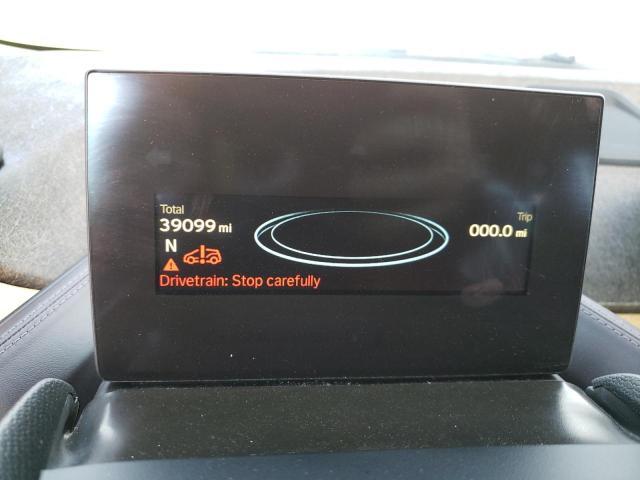 Total
39099 mi
N
Trip
000.0 mi
Drivetrain: Stop carefully